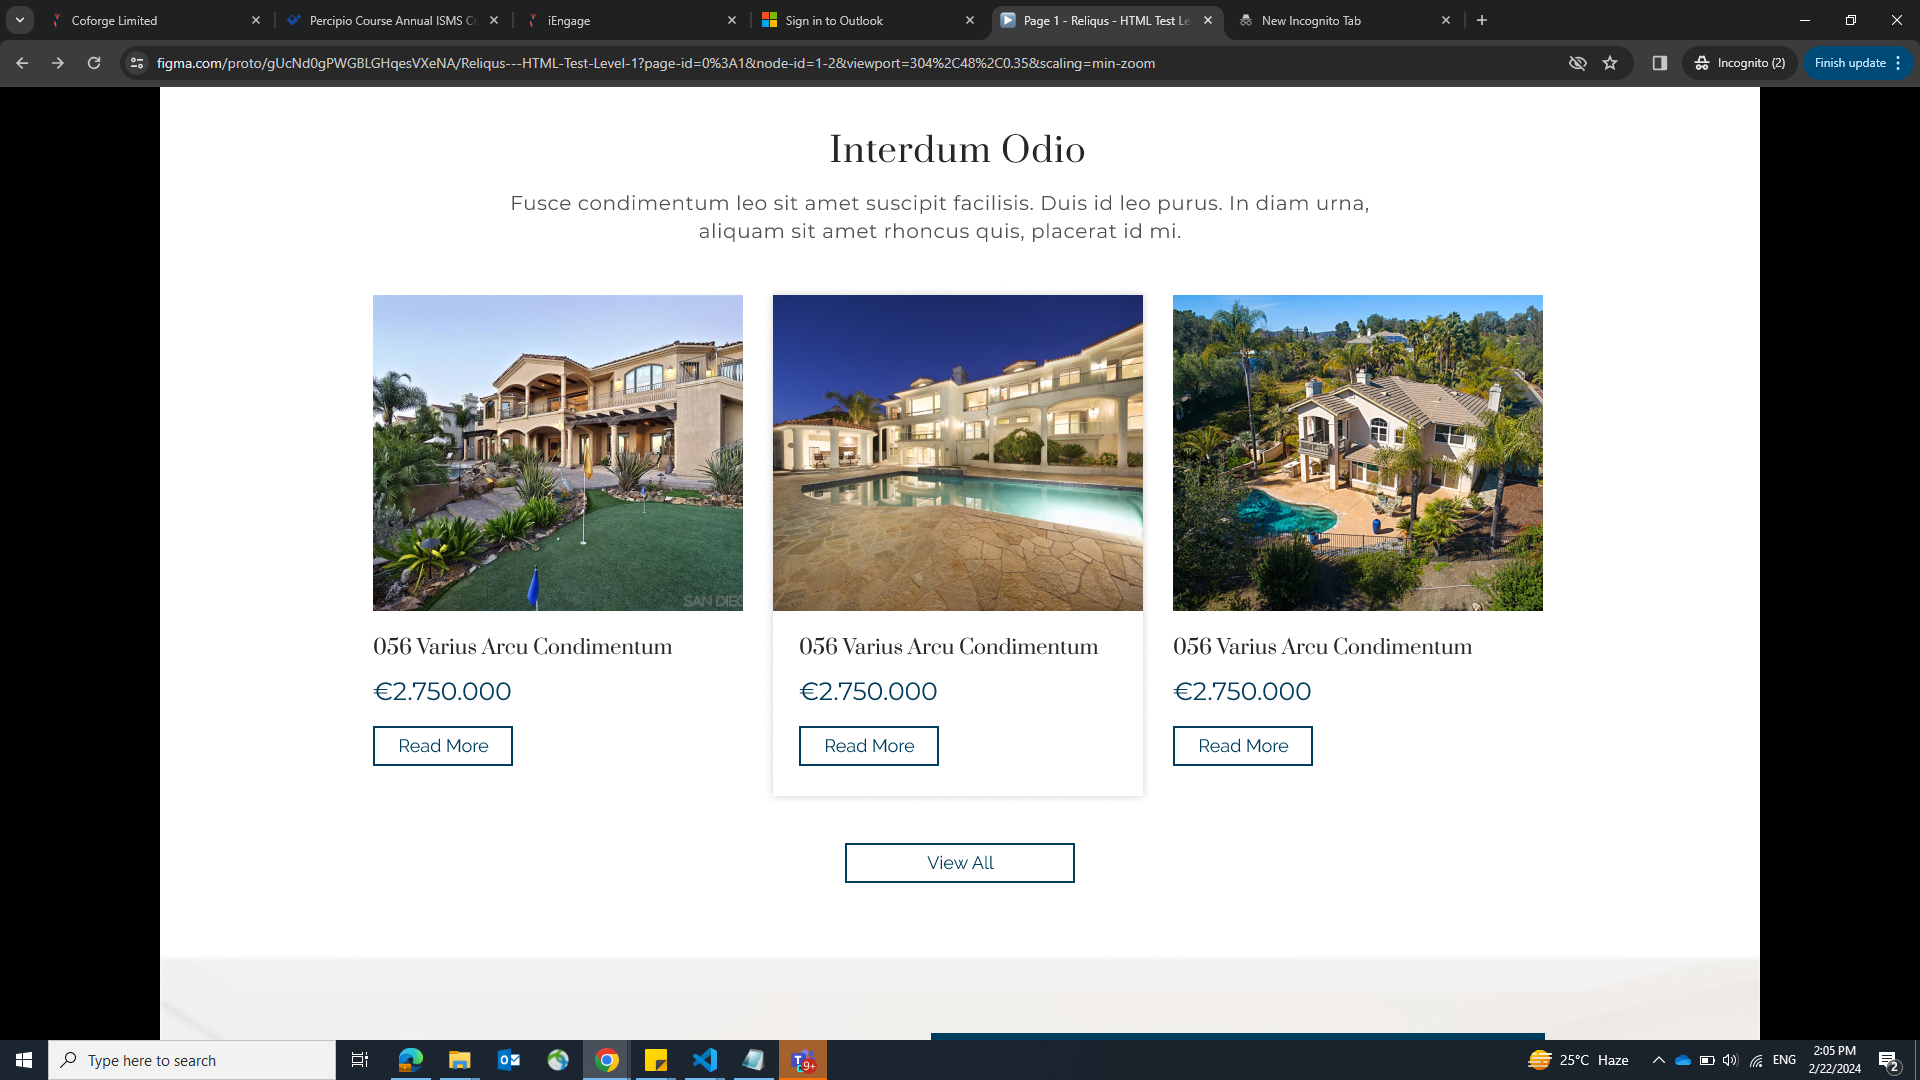 Coforge Limited
Percipio Course Annual ISMS Ce
iEngage
Sign in to Outlook
Page 1 - Reliqus - HTML Test Le
New Incognito Tab
figma.com/proto/gUcNd0gPWGBLGHqesVXeNA/Reliqus---HTML-Test-Level-1?page-id=0%3A1&node-id=1-2&viewport=304%2C48%2C0.35&scaling=min-zoom
Incognito (2)
Finish update
Interdum Odio
Fusce condimentum leo sit amet suscipit facilisis. Duis id leo purus. In diam urna,
aliquam sit amet rhoncus quis, placerat id mi.
SAN DIEG
056 Varius Arcu Condimentum
€2.750.000
Read More
056 Varius Arcu Condimentum
€2.750.000
Read More
056 Varius Arcu Condimentum
€2.750.000
Read More
View All
Type here to search
9+
25°C Haze
ENG
2:05 PM
2/22/2024
2